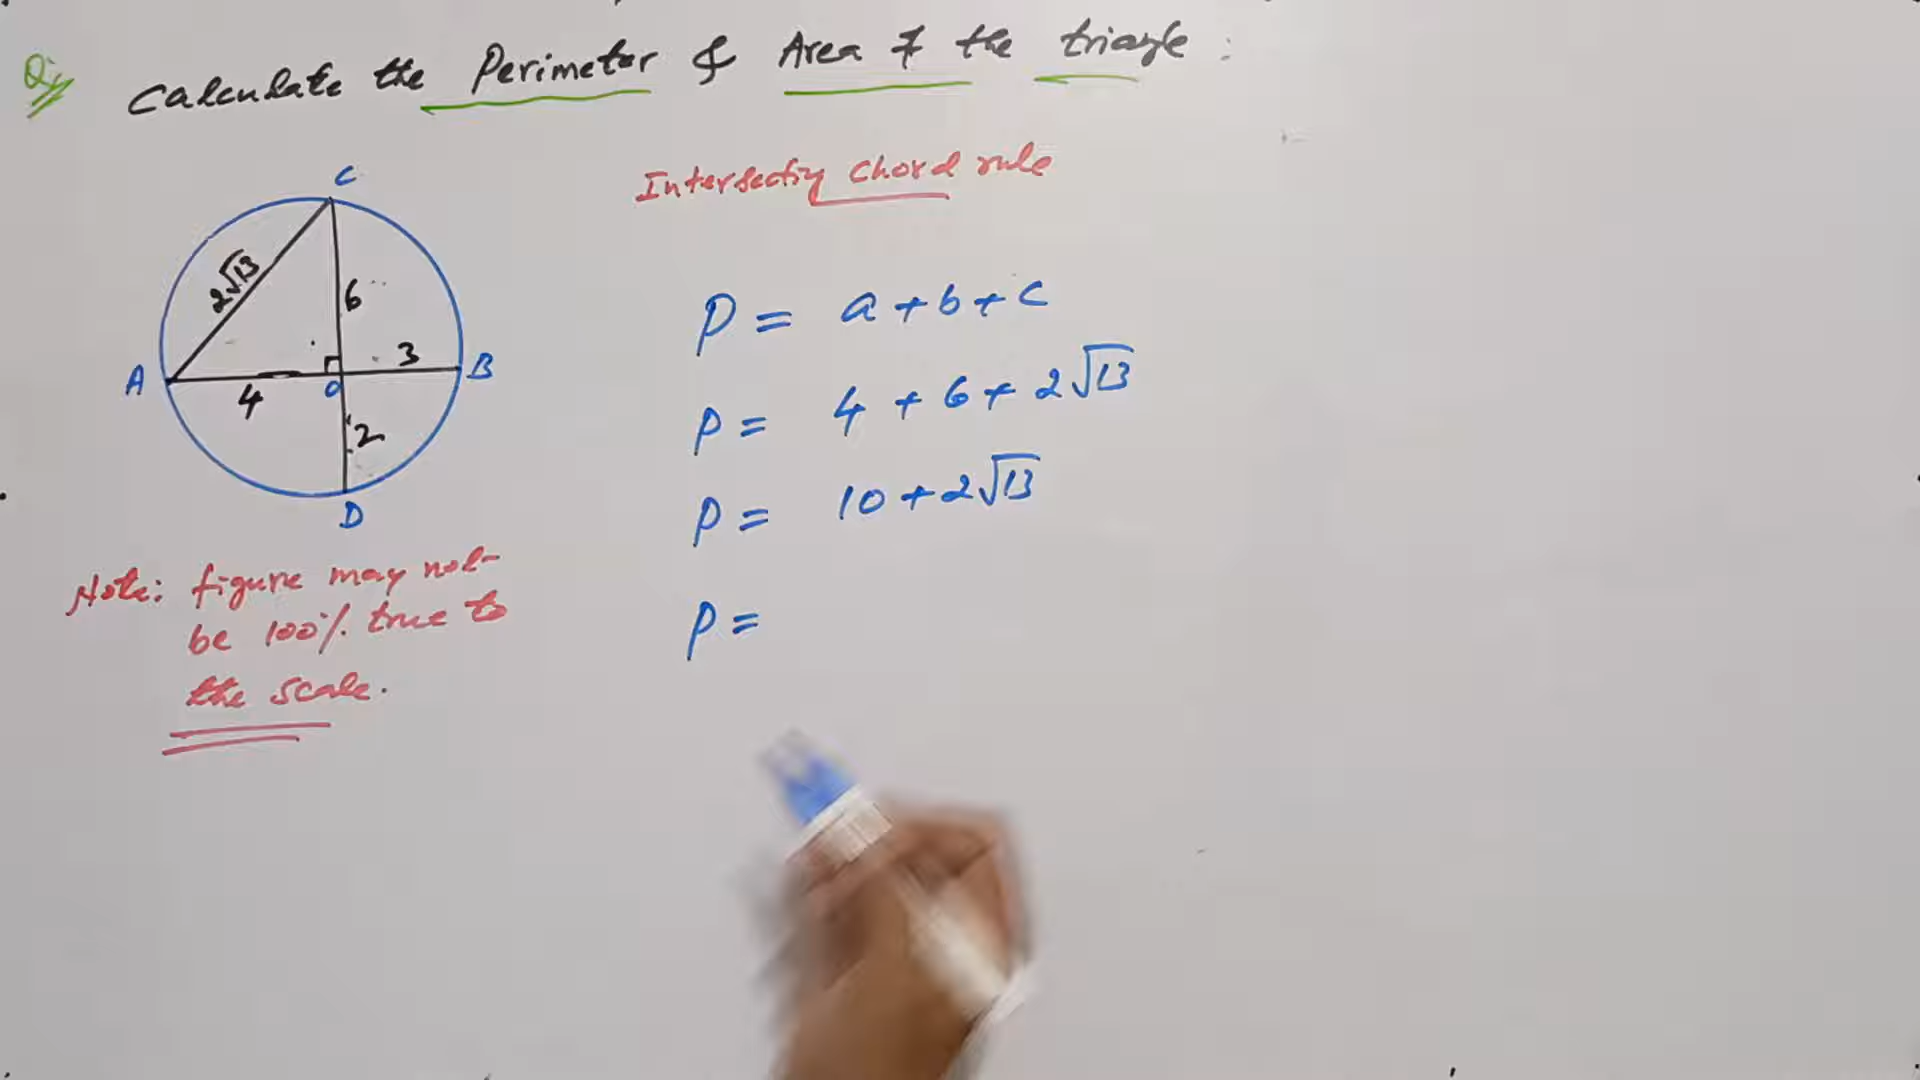 Q:
Calculate the Perimeter & Area of the triangle :
Intersecting Chord rule
C
2√13
6
A
4
O
3
B
2
D
P = a + b + c
P = 4 + 6 + 2√13
P = 10 + 2√13
P =
Note: figure may not
be 100% true to
the scale.